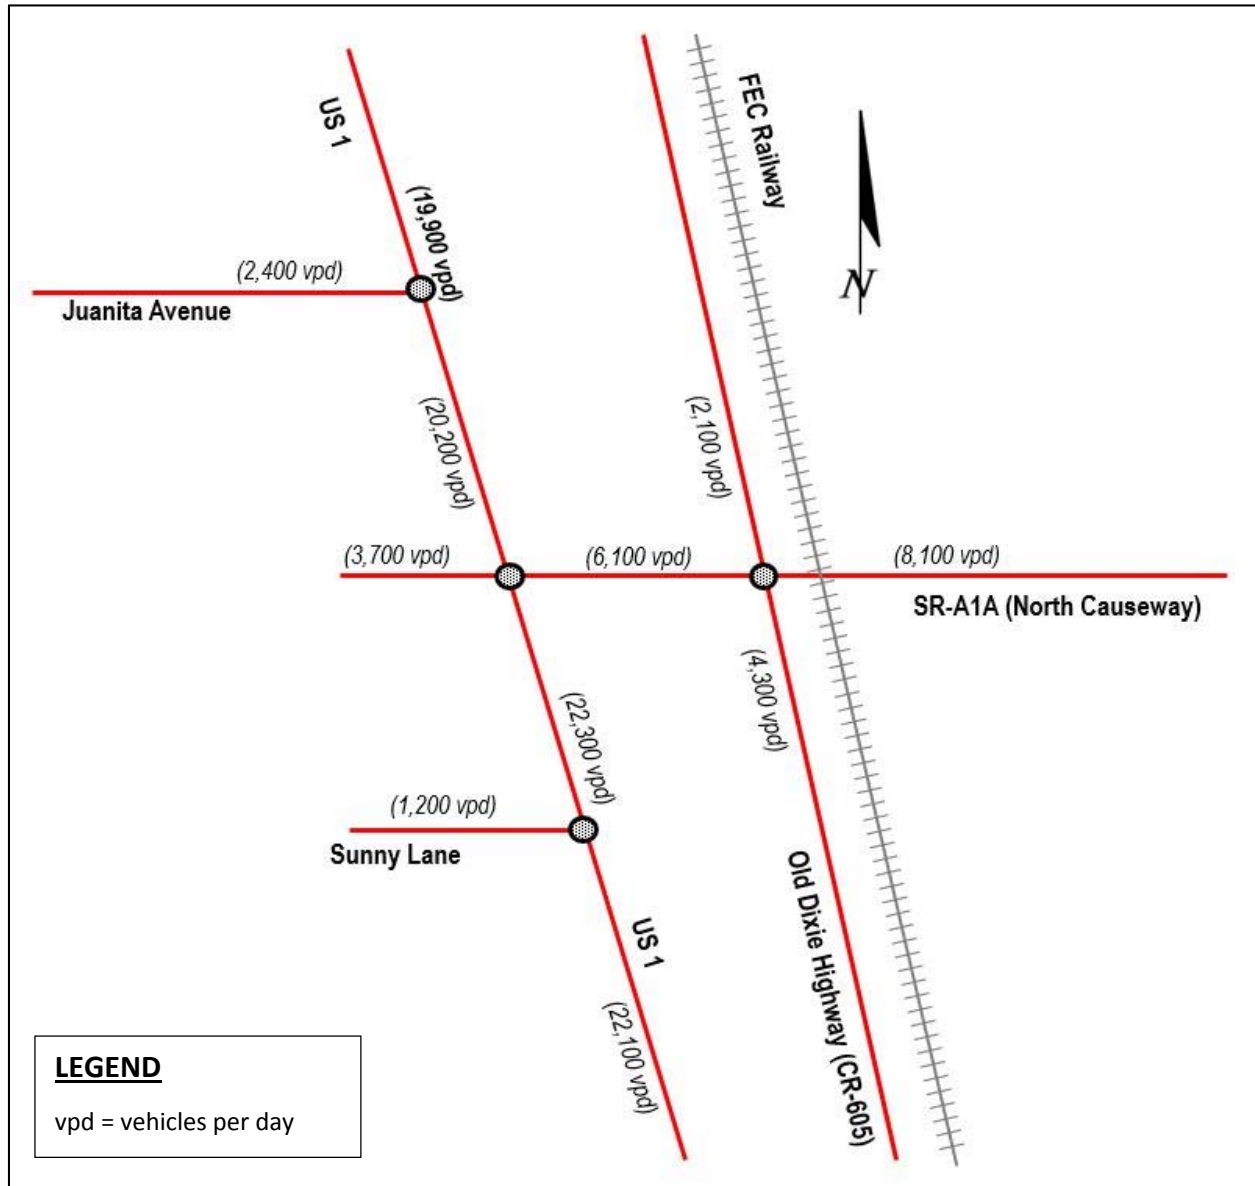 US 1
FEC Railway
(19,900 vpd)
(2,400 vpd)
Juanita Avenue
N
(20,200 vpd)
(2,100 vpd)
(3,700 vpd)
(6,100 vpd)
(8,100 vpd)
SR-A1A (North Causeway)
(22,300 vpd)
(4,300 vpd)
(1,200 vpd)
Sunny Lane
US 1
Old Dixie Highway (CR-605)
(22,100 vpd)
LEGEND
vpd = vehicles per day